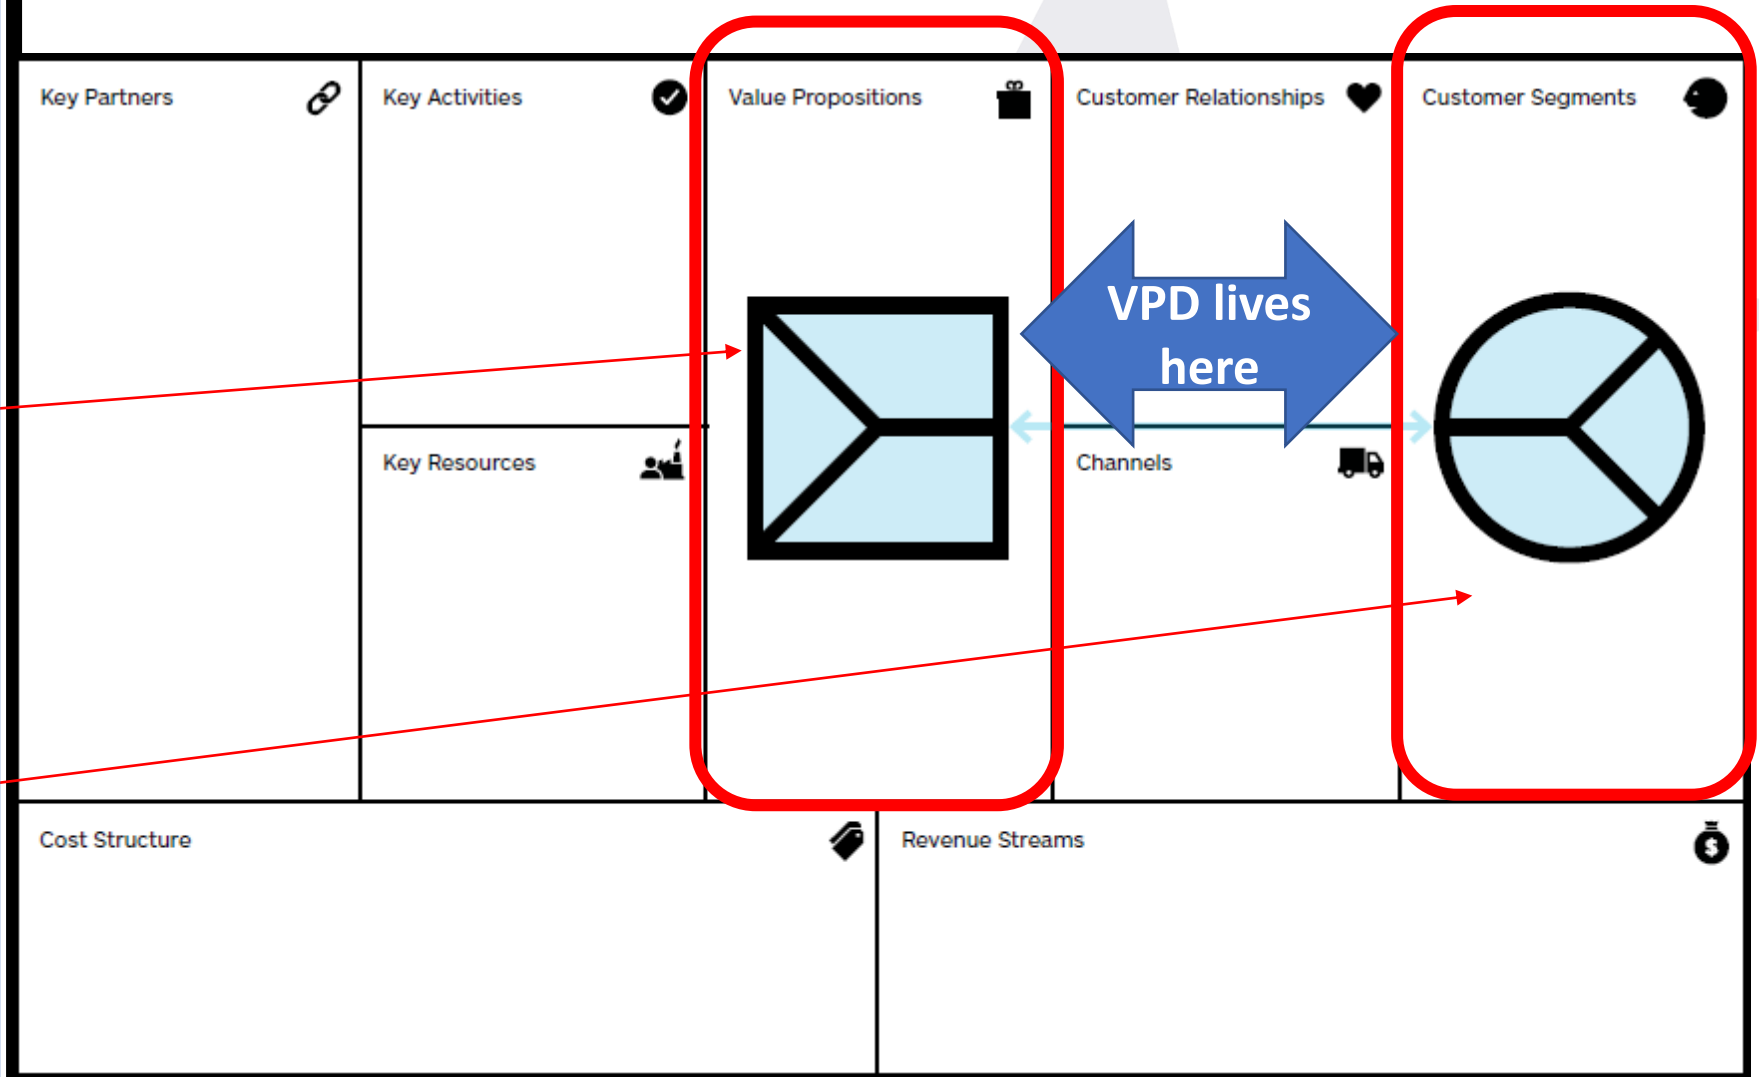 Key Partners
Key Activities
Value Propositions
Customer Relationships
Customer Segments
VPD lives
here
Key Resources
Channels
Cost Structure
Revenue Streams
$